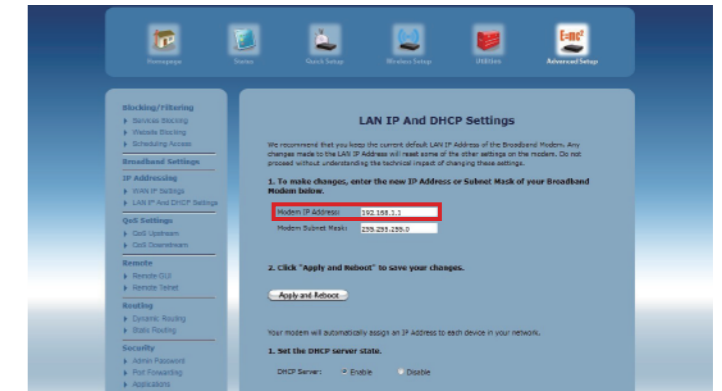 E=mc²
Homepage
Status
Quick Setup
Wireless Setup
Utilities
Advanced Setup
Blocking/Filtering
Services Blocking
Website Blocking
Scheduling Access
Broadband Settings
IP Addressing
WAN IP Settings
LAN IP And DHCP Settings
QoS Settings
QoS Upstream
QoS Downstream
Remote
Remote GUI
Remote Telnet
Routing
Dynamic Routing
Static Routing
Security
Admin Password
Port Forwarding
Applications
LAN IP And DHCP Settings
We recommend that you keep the current default LAN IP Address of the Broadband Modem. Any
changes made to the LAN IP Address will reset some of the other settings on the modem. Do not
proceed without understanding the technical impact of changing these settings.
1. To make changes, enter the new IP Address or Subnet Mask of your Broadband
Modem below.
Modem IP Address: 192.168.1.1
Modem Subnet Mask: 255.255.255.0
2. Click "Apply and Reboot" to save your changes.
Apply and Reboot
Your modem will automatically assign an IP Address to each device in your network.
1. Set the DHCP server state.
DHCP Server: Enable Disable